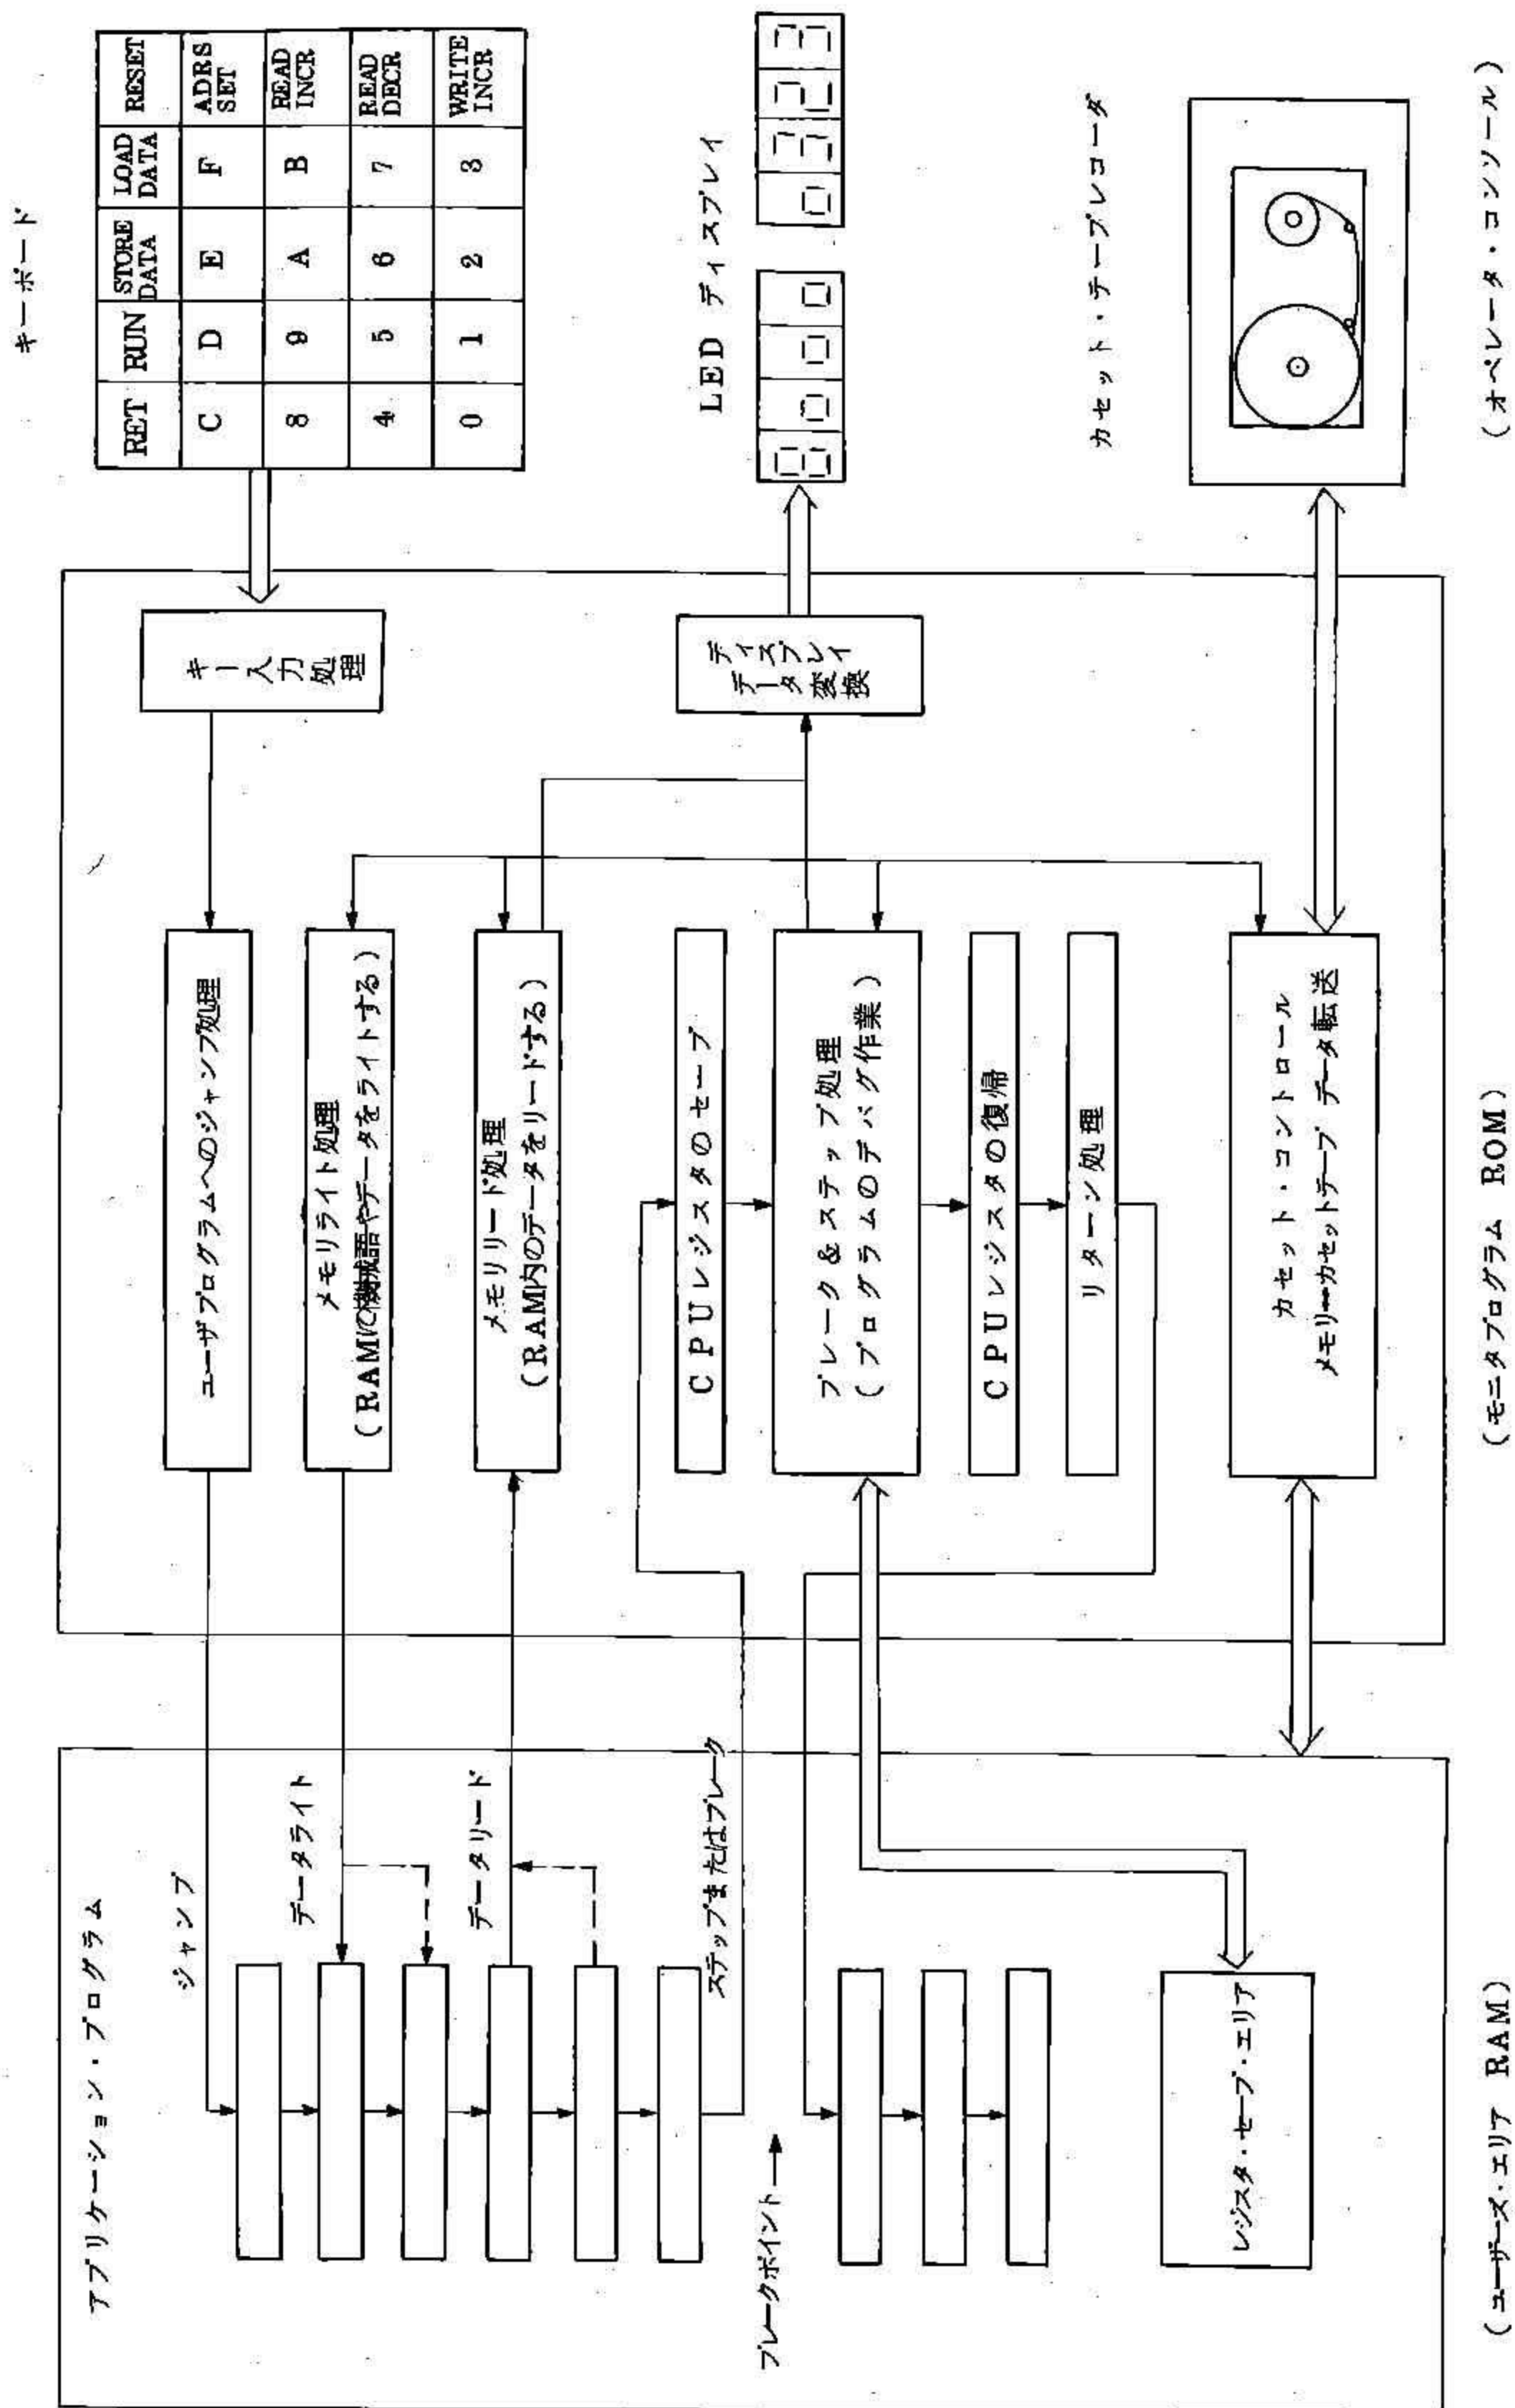 アプリケーション・プログラム
ジャンプ
データライト
データリード
ステップまたはブレーク
ブレークポイント
レジスタ・セーブ・エリア
(ユーザーズ・エリア RAM)
ユーザプログラムへのジャンプ処理
メモリライト処理
(RAMに機械語やデータをライトする)
メモリリード処理
(RAM内のデータをリードする)
CPUレジスタのセーブ
ブレーク&ステップ処理
(プログラムのデバグ作業)
CPUレジスタの復帰
リターン処理
カセット・コントロール
メモリーカセットテープ データ転送
キー入力処理
ディスプレイ
データ変換
(モニタプログラム ROM)
キーボード
RET RUN STORE DATA LOAD DATA RESET
C D E F ADRS SET
8 9 A B READ INCR
4 5 6 7 READ DECR
0 1 2 3 WRITE INCR
LED ディスプレイ
8000 0323
カセット・テープレコーダ
(オペレータ・コンソール)